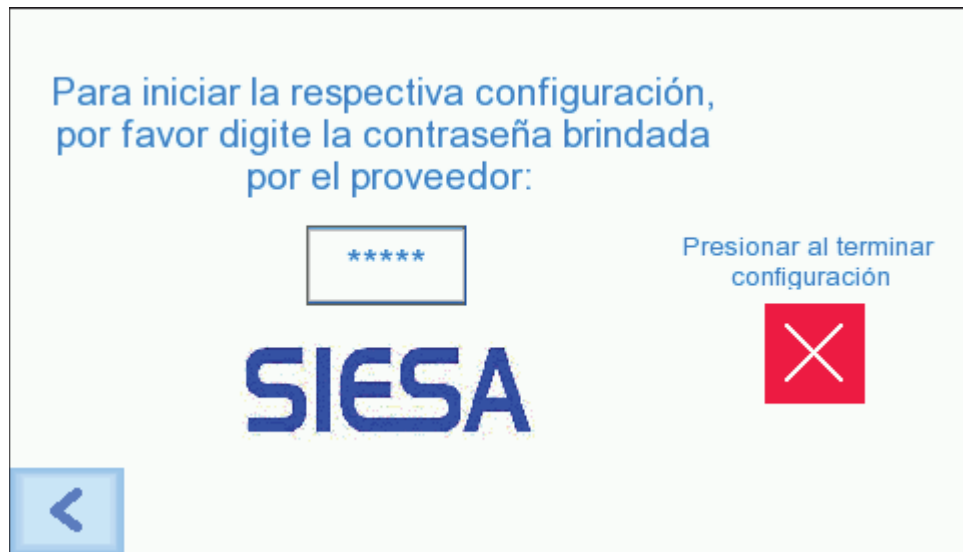 Para iniciar la respectiva configuración,
por favor digite la contraseña brindada
por el proveedor:
*****
Presionar al terminar
configuración
SIESA